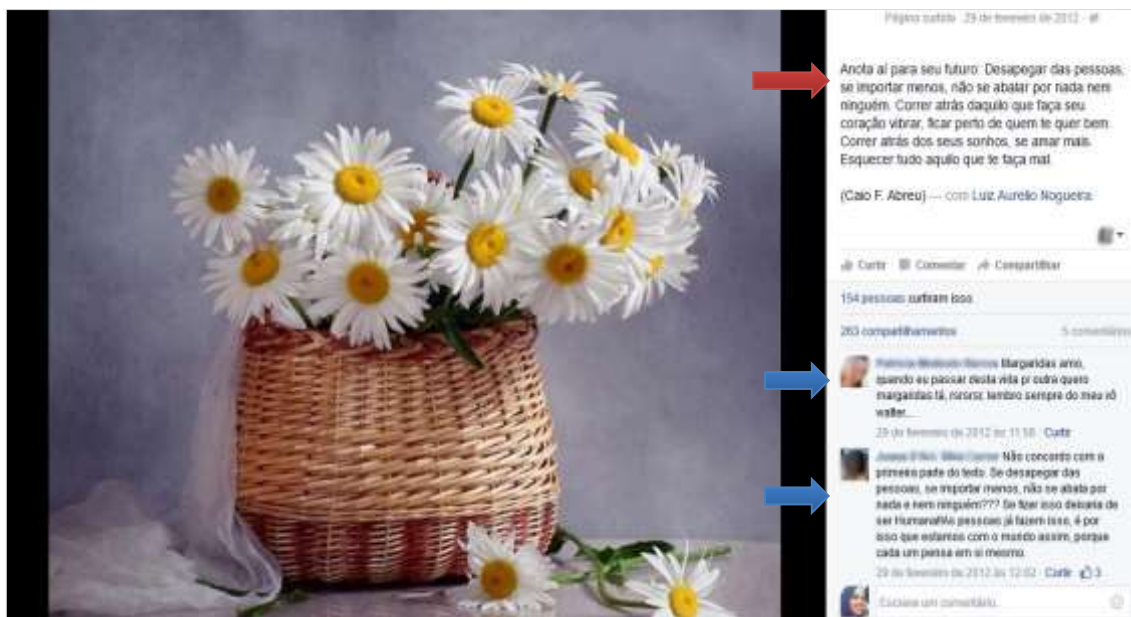 Página curtida · 29 de fevereiro de 2012 ·
Anota aí para seu futuro: Desapegar das pessoas,
se importar menos, não se abalar por nada nem
ninguém. Correr atrás daquilo que faça seu
coração vibrar, ficar perto de quem te quer bem.
Correr atrás dos seus sonhos, se amar mais.
Esquecer tudo aquilo que te faça mal.
(Caio F. Abreu) — com Luiz Aurelio Nogueira.
Curtir Comentar Compartilhar
154 pessoas curtiram isso.
263 compartilhamentos 5 comentários
Margaridas amo,
quando eu passar desta vida pr outra quero
margaridas lá, rsrsrsr, lembro sempre do meu vô
walter....
29 de fevereiro de 2012 às 11:58 · Curtir
Não concordo com a
primeira parte do texto. Se desapegar das
pessoas, se importar menos, não se abala por
nada e nem ninguém??? Se fizer isso deixaria de
ser Humana!!!As pessoas já fazem isso, é por
isso que estamos com o mundo assim, porque
cada um pensa em si mesmo.
29 de fevereiro de 2012 às 12:02 · Curtir 3
Escreva um comentário...